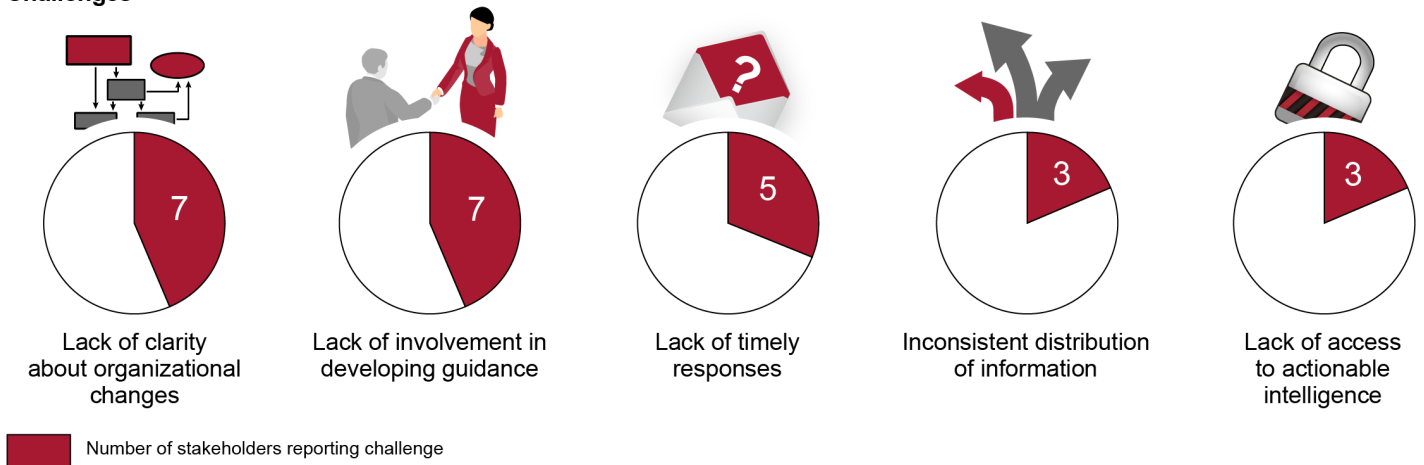 Challenges
?
7
7
5
3
3
Lack of clarity
about organizational
changes
Lack of involvement in
developing guidance
Lack of timely
responses
Inconsistent distribution
of information
Lack of access
to actionable
intelligence
Number of stakeholders reporting challenge